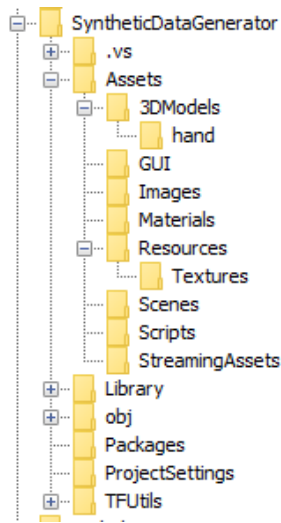 SyntheticDataGenerator
.vs
Assets
3DModels
hand
GUI
Images
Materials
Resources
Textures
Scenes
Scripts
StreamingAssets
Library
obj
Packages
ProjectSettings
TFUtils